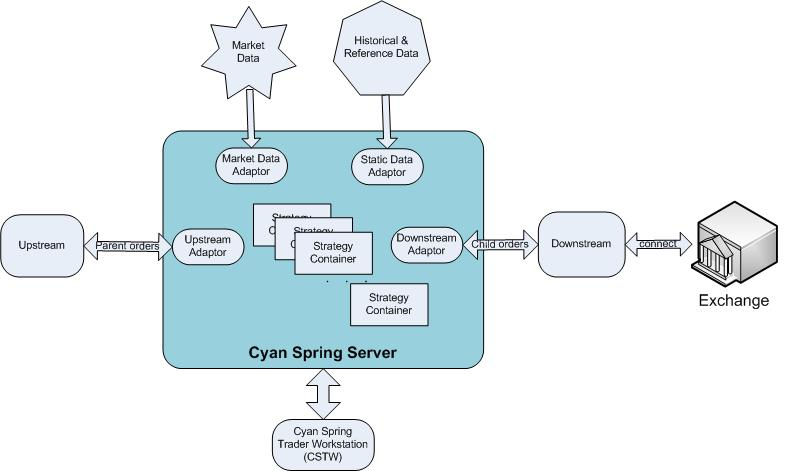 Market
Data
Historical &
Reference Data
Market Data
Adaptor
Static Data
Adaptor
Upstream
Parent orders
Upstream
Adaptor
Strategy
Strategy
C
Strategy
Container
. . .
Strategy
Container
Downstream
Adaptor
Child orders
Downstream
connect
Exchange
Cyan Spring Server
Cyan Spring
Trader Workstation
(CSTW)